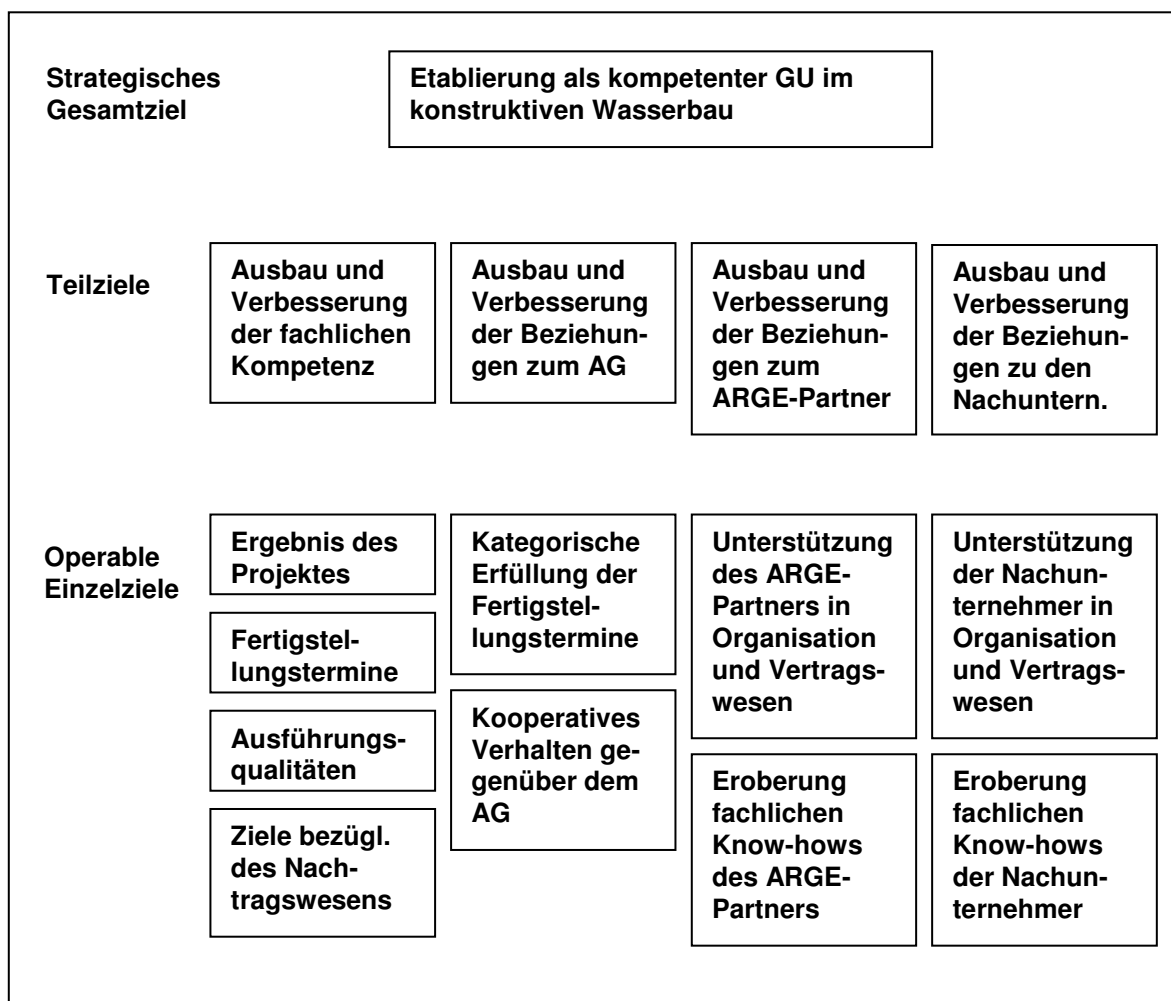 Strategisches
Gesamtziel
Etablierung als kompetenter GU im
konstruktiven Wasserbau
Teilziele
Ausbau und
Verbesserung
der fachlichen
Kompetenz
Ausbau und
Verbesserung
der Beziehun-
gen zum AG
Ausbau und
Verbesserung
der Beziehun-
gen zum
ARGE-Partner
Ausbau und
Verbesserung
der Beziehun-
gen zu den
Nachuntern.
Operable
Einzelziele
Ergebnis des
Projektes
Fertigstel-
lungstermine
Ausführungs-
qualitäten
Ziele bezügl.
des Nach-
tragswesens
Kategorische
Erfüllung der
Fertigstel-
lungstermine
Kooperatives
Verhalten ge-
genüber dem
AG
Unterstützung
des ARGE-
Partners in
Organisation
und Vertrags-
wesen
Eroberung
fachlichen
Know-hows
des ARGE-
Partners
Unterstützung
der Nachun-
ternehmer in
Organisation
und Vertrags-
wesen
Eroberung
fachlichen
Know-hows
der Nachun-
ternehmer